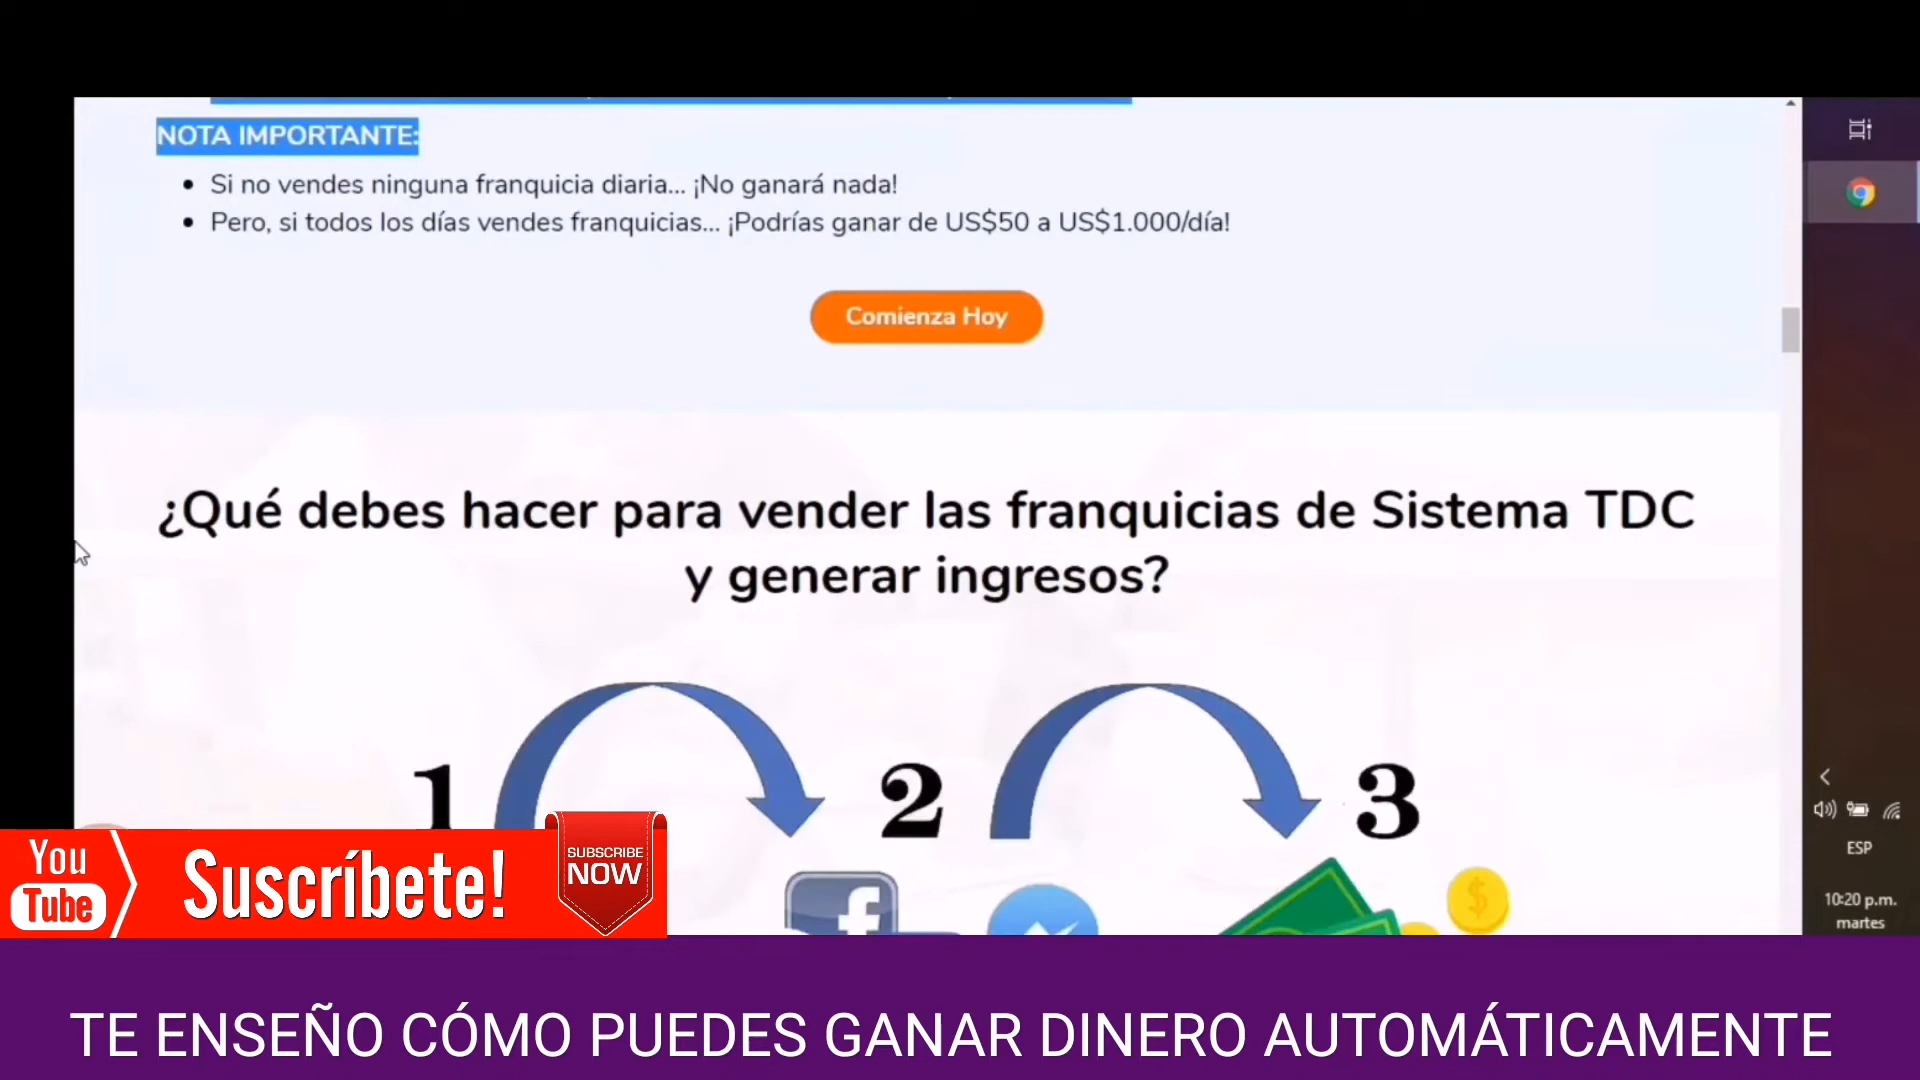 NOTA IMPORTANTE:
Si no vendes ninguna franquicia diaria... ¡No ganará nada!
Pero, si todos los días vendes franquicias... ¡Podrías ganar de US$50 a US$1.000/día!
Comienza Hoy
¿Qué debes hacer para vender las franquicias de Sistema TDC
y generar ingresos?
1
2
3
You
Tube
Suscríbete!
SUBSCRIBE
NOW
f
$
ESP
10:20 p.m.
martes
TE ENSEÑO CÓMO PUEDES GANAR DINERO AUTOMÁTICAMENTE